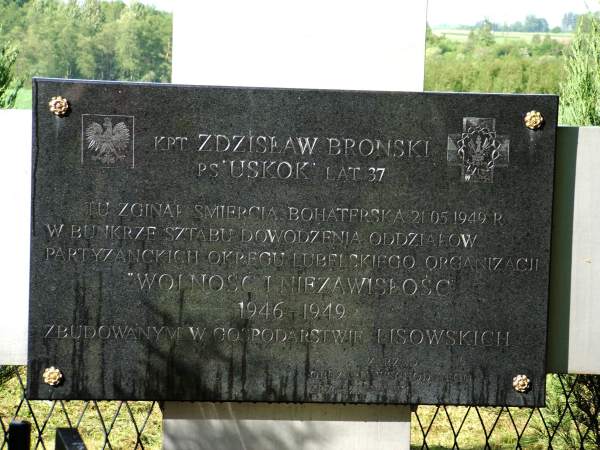 KPT. ZDZISŁAW BROŃSKI
PS "USKOK" LAT 37
TU ZGINĄŁ ŚMIERCIĄ BOHATERSKĄ 21.05.1949 R
W BUNKRZE SZTABU DOWODZENIA ODDZIAŁÓW
PARTYZANCKICH OKRĘGU LUBELSKIEGO ORGANIZACJI
"WOLNOŚĆ I NIEZAWISŁOŚĆ"
1946 - 1949
ZBUDOWANYM W GOSPODARSTWIE LISOWSKICH